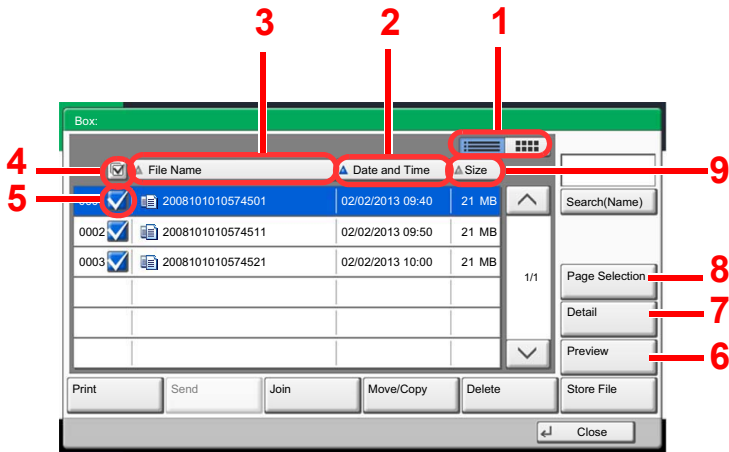 3 2 1
Box:
4 File Name Date and Time Size 9
5 2008101010574501 02/02/2013 09:40 21 MB Search(Name)
0002 2008101010574511 02/02/2013 09:50 21 MB
0003 2008101010574521 02/02/2013 10:00 21 MB 1/1 Page Selection 8
Detail 7
Preview 6
Print Send Join Move/Copy Delete Store File
Close